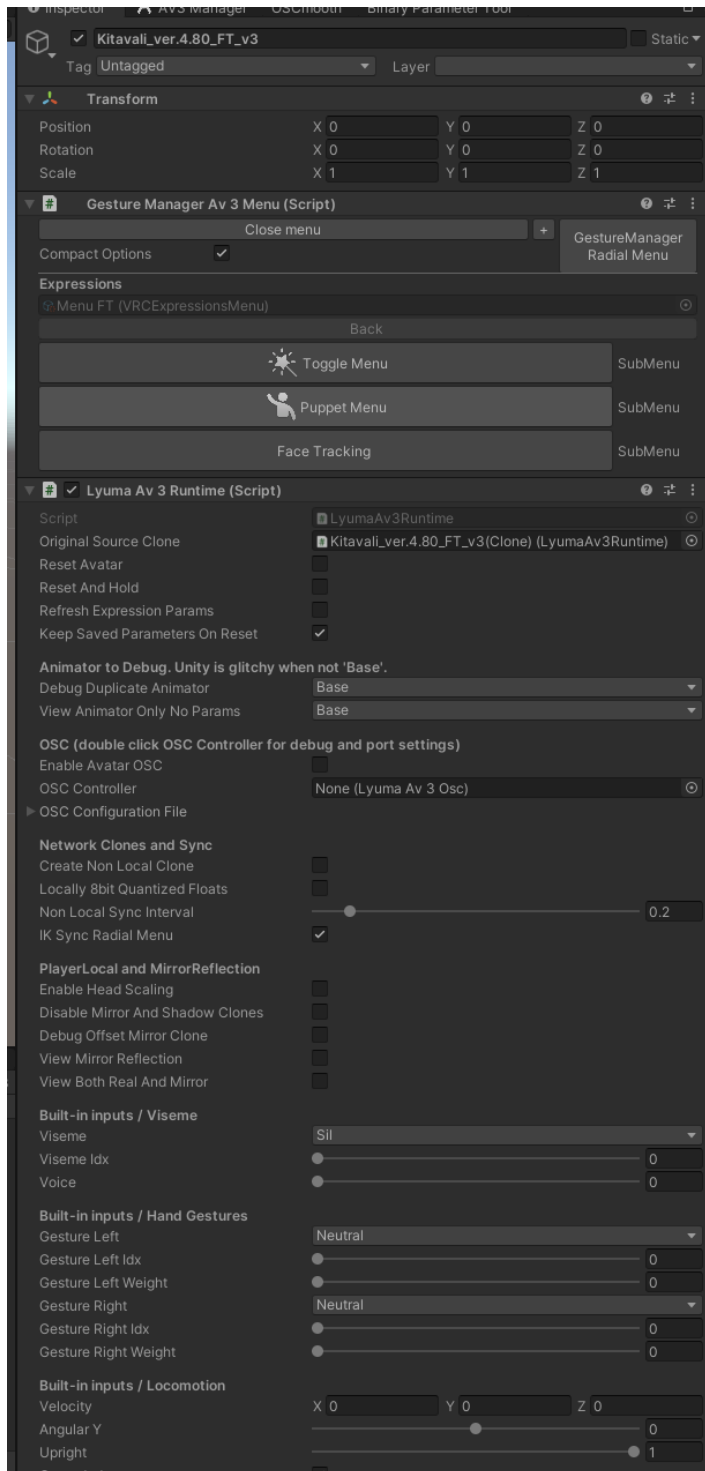 Inspector AV3 Manager OSCmooth Binary Parameter Tool
Kitavali_ver.4.80_FT_v3 Static
Tag Untagged Layer
Transform
Position X 0 Y 0 Z 0
Rotation X 0 Y 0 Z 0
Scale X 1 Y 1 Z 1
Gesture Manager Av 3 Menu (Script)
Close menu + GestureManager
Radial Menu
Compact Options
Expressions
Menu FT (VRCExpressionsMenu)
Back
Toggle Menu SubMenu
Puppet Menu SubMenu
Face Tracking SubMenu
Lyuma Av 3 Runtime (Script)
Script LyumaAv3Runtime
Original Source Clone Kitavali_ver.4.80_FT_v3(Clone) (LyumaAv3Runtime)
Reset Avatar
Reset And Hold
Refresh Expression Params
Keep Saved Parameters On Reset
Animator to Debug. Unity is glitchy when not 'Base'.
Debug Duplicate Animator Base
View Animator Only No Params Base
OSC (double click OSC Controller for debug and port settings)
Enable Avatar OSC
OSC Controller None (Lyuma Av 3 Osc)
OSC Configuration File
Network Clones and Sync
Create Non Local Clone
Locally 8bit Quantized Floats
Non Local Sync Interval 0.2
IK Sync Radial Menu
PlayerLocal and MirrorReflection
Enable Head Scaling
Disable Mirror And Shadow Clones
Debug Offset Mirror Clone
View Mirror Reflection
View Both Real And Mirror
Built-in inputs / Viseme
Viseme Sil
Viseme Idx 0
Voice 0
Built-in inputs / Hand Gestures
Gesture Left Neutral
Gesture Left Idx 0
Gesture Left Weight 0
Gesture Right Neutral
Gesture Right Idx 0
Gesture Right Weight 0
Built-in inputs / Locomotion
Velocity X 0 Y 0 Z 0
Angular Y 0
Upright 1